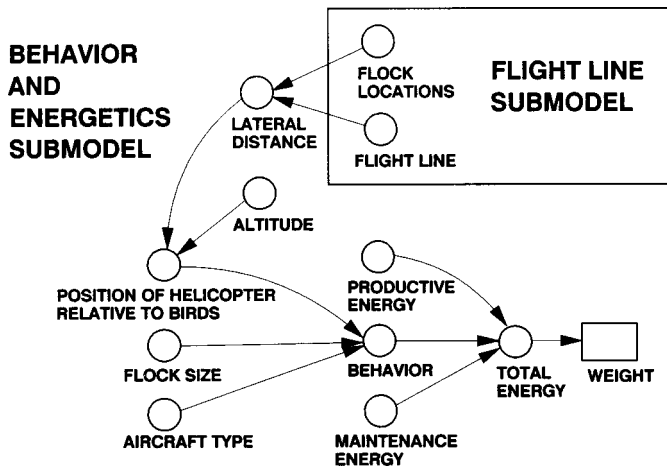 BEHAVIOR
AND
ENERGETICS
SUBMODEL
FLOCK
LOCATIONS
FLIGHT LINE
SUBMODEL
LATERAL
DISTANCE
FLIGHT LINE
ALTITUDE
POSITION OF HELICOPTER
RELATIVE TO BIRDS
PRODUCTIVE
ENERGY
FLOCK SIZE
BEHAVIOR
TOTAL
ENERGY
WEIGHT
AIRCRAFT TYPE
MAINTENANCE
ENERGY